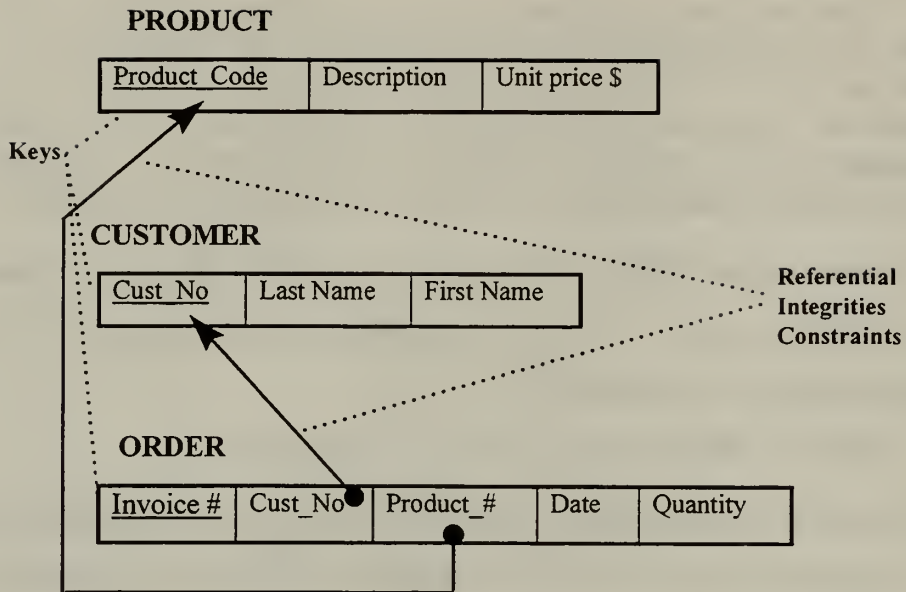 PRODUCT
Product_Code Description Unit price $
Keys
CUSTOMER
Cust_No Last Name First Name
Referential
Integrities
Constraints
ORDER
Invoice # Cust_No Product_# Date Quantity